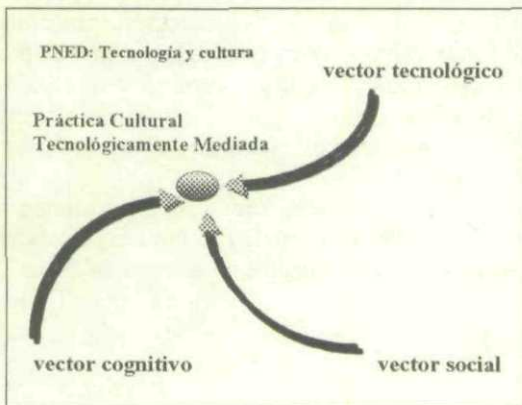 PNED: Tecnología y cultura
vector tecnológico
Práctica Cultural
Tecnológicamente Mediada
vector cognitivo
vector social